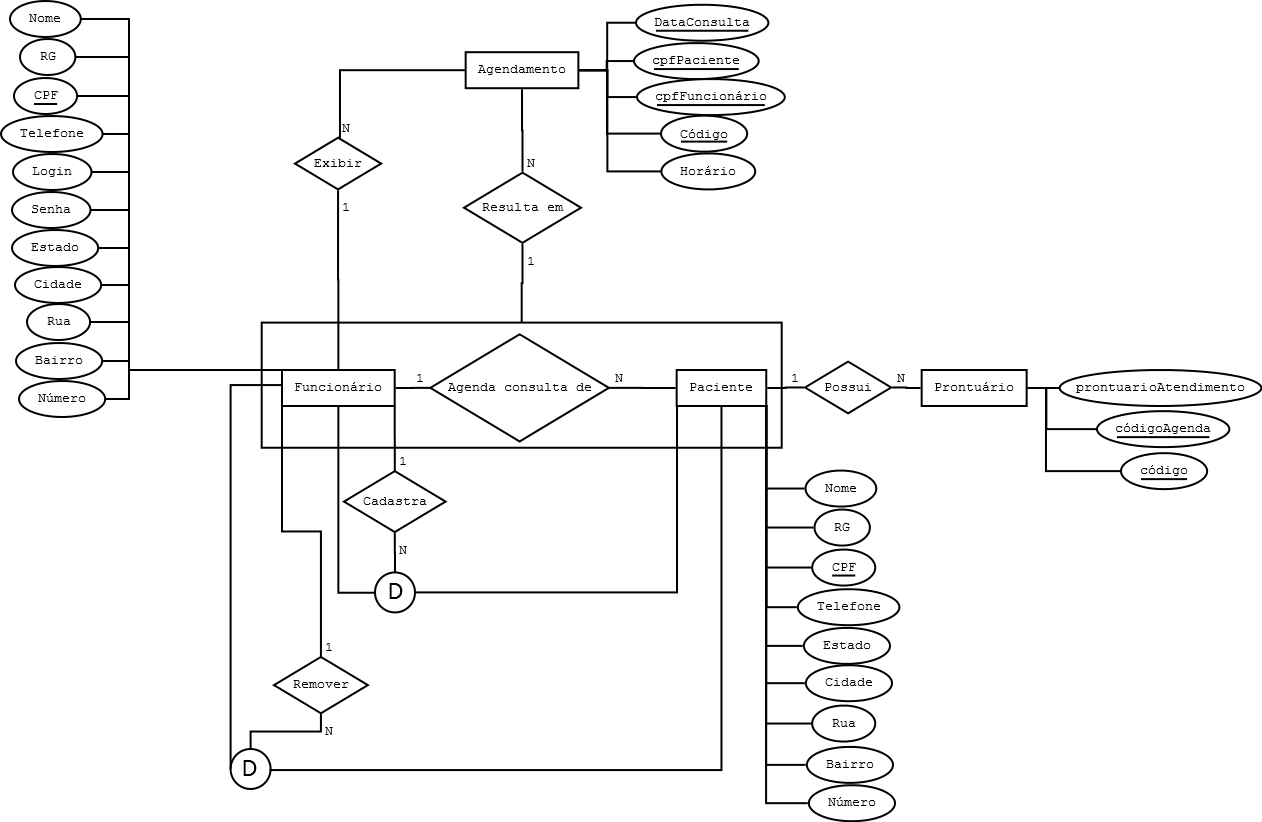 Nome
RG
CPF
Telefone
Login
Senha
Estado
Cidade
Rua
Bairro
Número
Agendamento
DataConsulta
cpfPaciente
cpfFuncionário
Código
Horário
N
Exibir
1
N
Resulta em
1
Funcionário
1
Agenda consulta de
N
Paciente
1
Possui
N
Prontuário
prontuarioAtendimento
códigoAgenda
código
1
Cadastra
N
D
1
Remover
N
D
Nome
RG
CPF
Telefone
Estado
Cidade
Rua
Bairro
Número